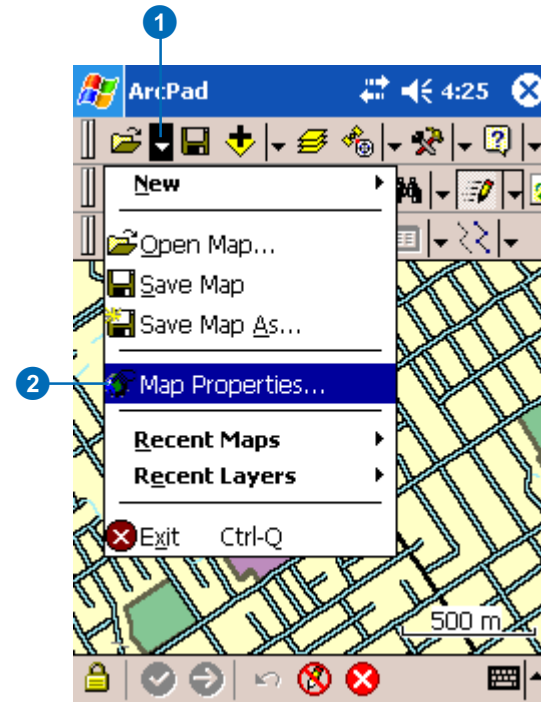 1
ArcPad 4:25
New
Open Map...
Save Map
Save Map As...
2
Map Properties...
Recent Maps
Recent Layers
Exit Ctrl-Q
500 m